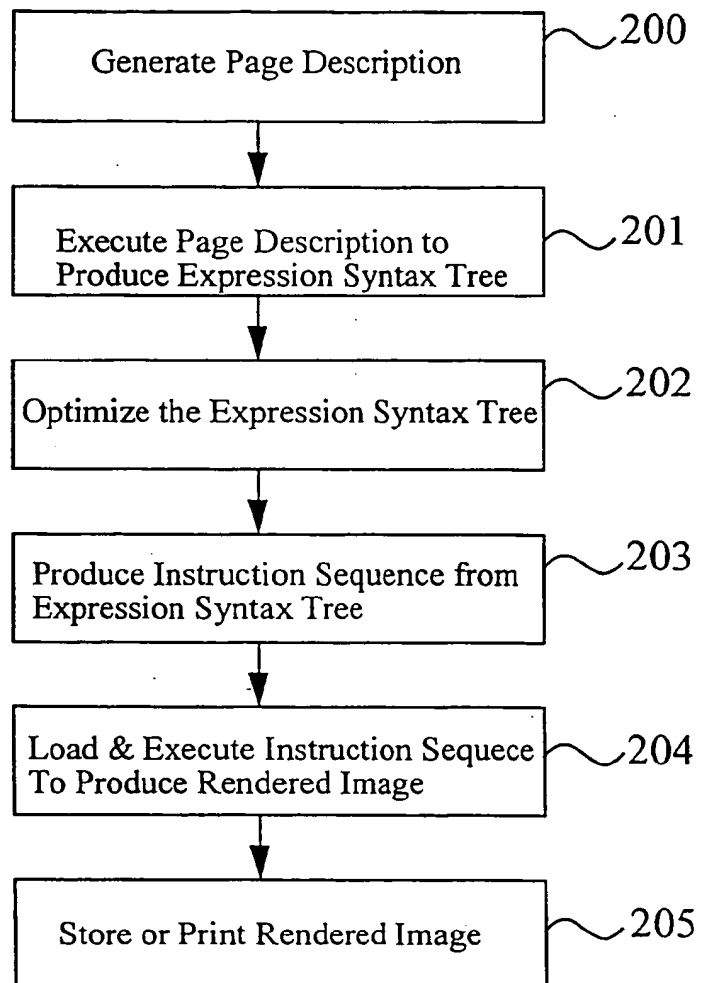 Generate Page Description
200
Execute Page Description to
Produce Expression Syntax Tree
201
Optimize the Expression Syntax Tree
202
Produce Instruction Sequence from
Expression Syntax Tree
203
Load & Execute Instruction Sequece
To Produce Rendered Image
204
Store or Print Rendered Image
205